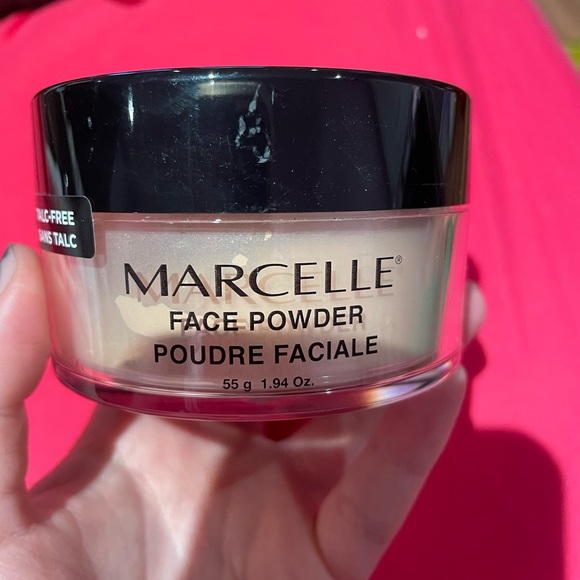 TALC-FREE
SANS TALC
MARCELLE®
FACE POWDER
POUDRE FACIALE
55 g 1.94 Oz.